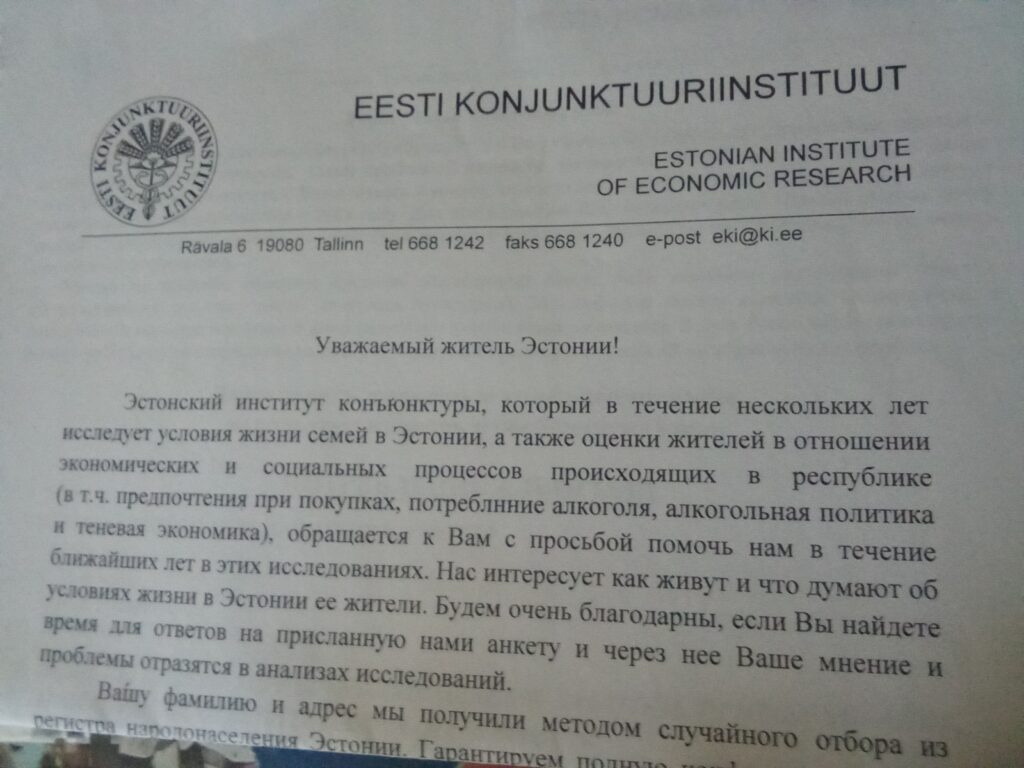 EESTI KONJUNKTUURIINSTITUUT
EESTI KONJUNKTUURIINSTITUUT
ESTONIAN INSTITUTE
OF ECONOMIC RESEARCH
Rävala 6 19080 Tallinn tel 668 1242 faks 668 1240 e-post eki@ki.ee
Уважаемый житель Эстонии!
Эстонский институт конъюнктуры, который в течение нескольких лет
исследует условия жизни семей в Эстонии, а также оценки жителей в отношении
экономических и социальных процессов происходящих в республике
(в т.ч. предпочтения при покупках, потреблнние алкоголя, алкогольная политика
и теневая экономика), обращается к Вам с просьбой помочь нам в течение
ближайших лет в этих исследованиях. Нас интересует как живут и что думают об
условиях жизни в Эстонии ее жители. Будем очень благодарны, если Вы найдете
время для ответов на присланную нами анкету и через нее Ваше мнение и
проблемы отразятся в анализах исследований.
Вашу фамилию и адрес мы получили методом случайного отбора из
регистра народонаселения Эстонии. Гарантируем полную